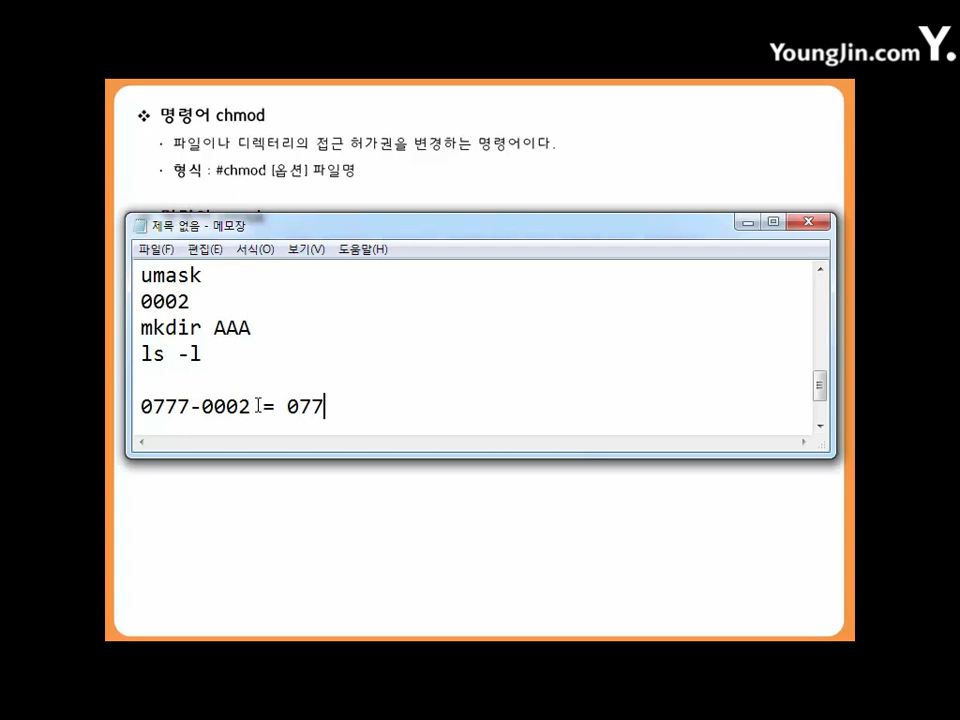 YoungJin.com Y.
❖ 명령어 chmod
· 파일이나 디렉터리의 접근 허가권을 변경하는 명령어이다.
· 형식 : #chmod [옵션] 파일명
제목 없음 - 메모장
파일(F) 편집(E) 서식(O) 보기(V) 도움말(H)
umask
0002
mkdir AAA
ls -l
0777-0002 = 077